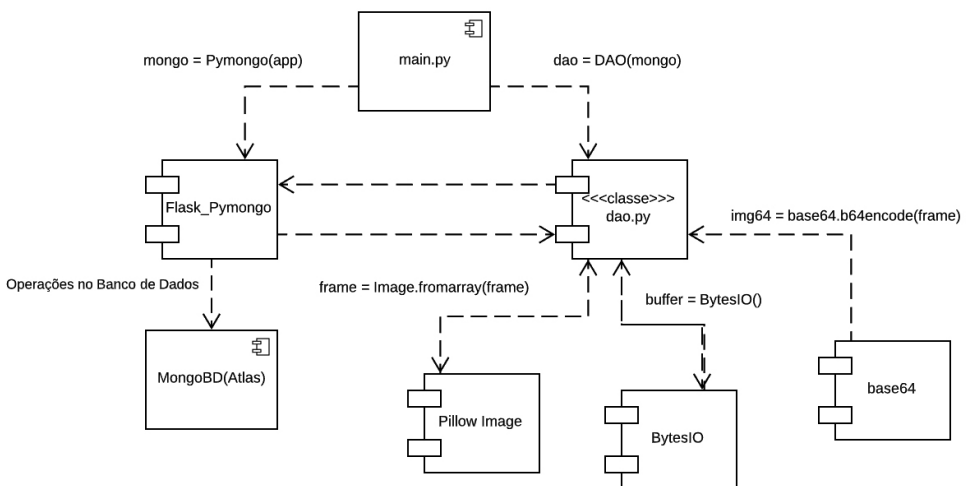 main.py
mongo = Pymongo(app)
dao = DAO(mongo)
Flask_Pymongo
<<<classe>>>
dao.py
img64 = base64.b64encode(frame)
Operações no Banco de Dados
frame = Image.fromarray(frame)
buffer = BytesIO()
MongoBD(Atlas)
base64
Pillow Image
BytesIO